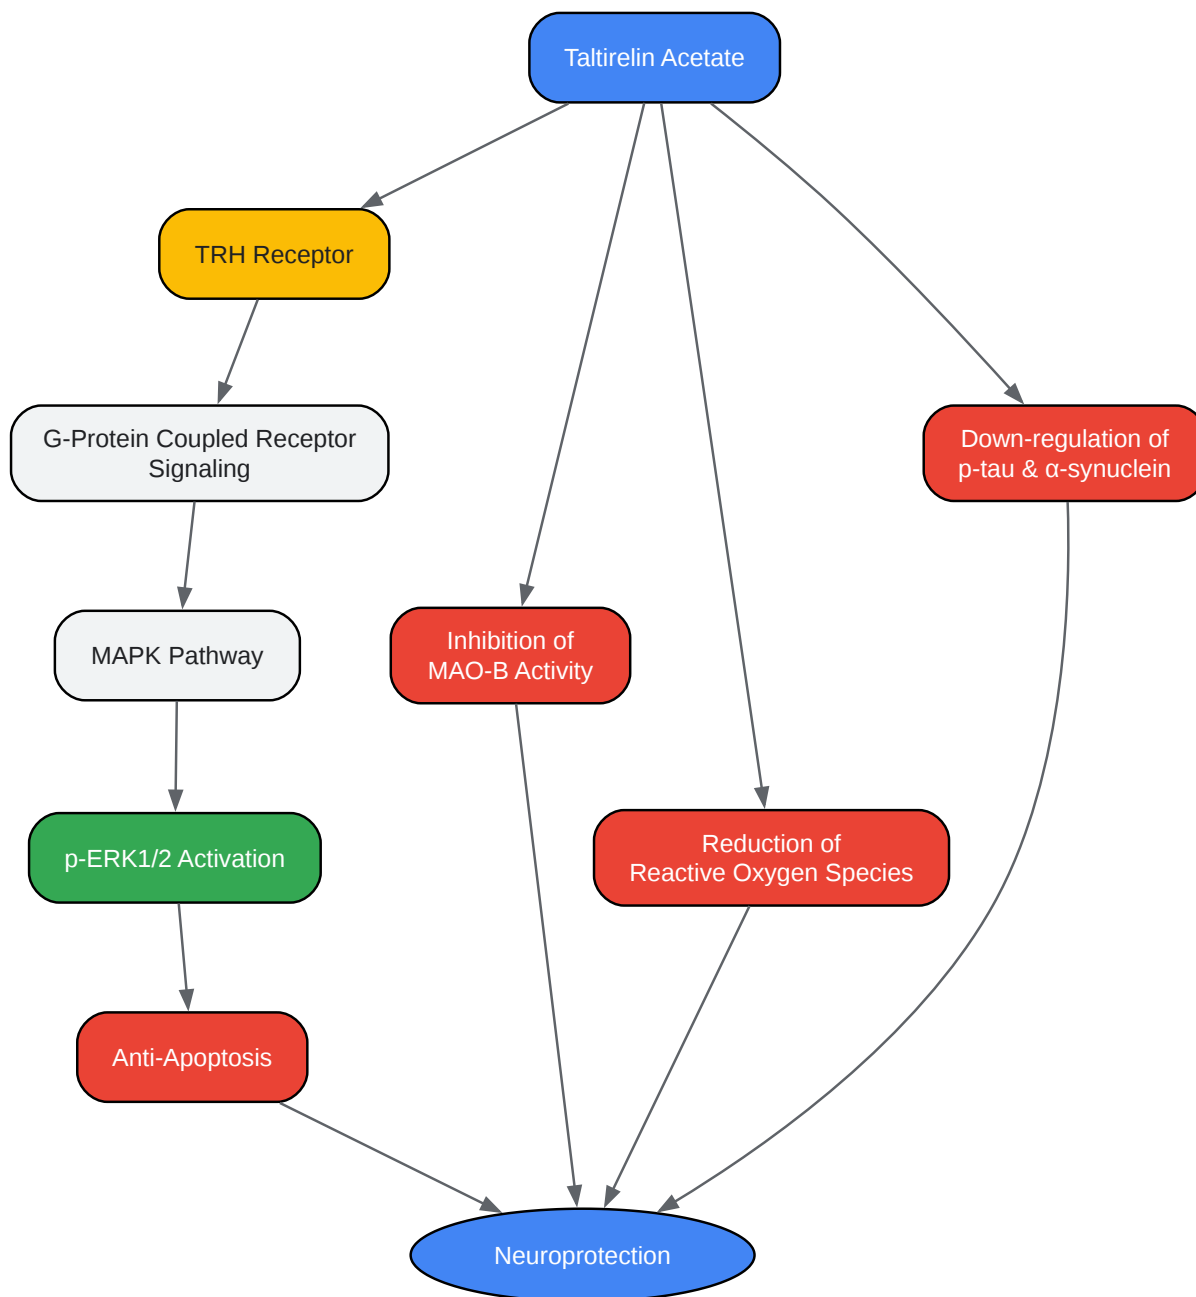 Taltirelin Acetate
TRH Receptor
G-Protein Coupled Receptor
Signaling
Down-regulation of
p-tau & α-synuclein
MAPK Pathway
Inhibition of
MAO-B Activity
p-ERK1/2 Activation
Reduction of
Reactive Oxygen Species
Anti-Apoptosis
Neuroprotection